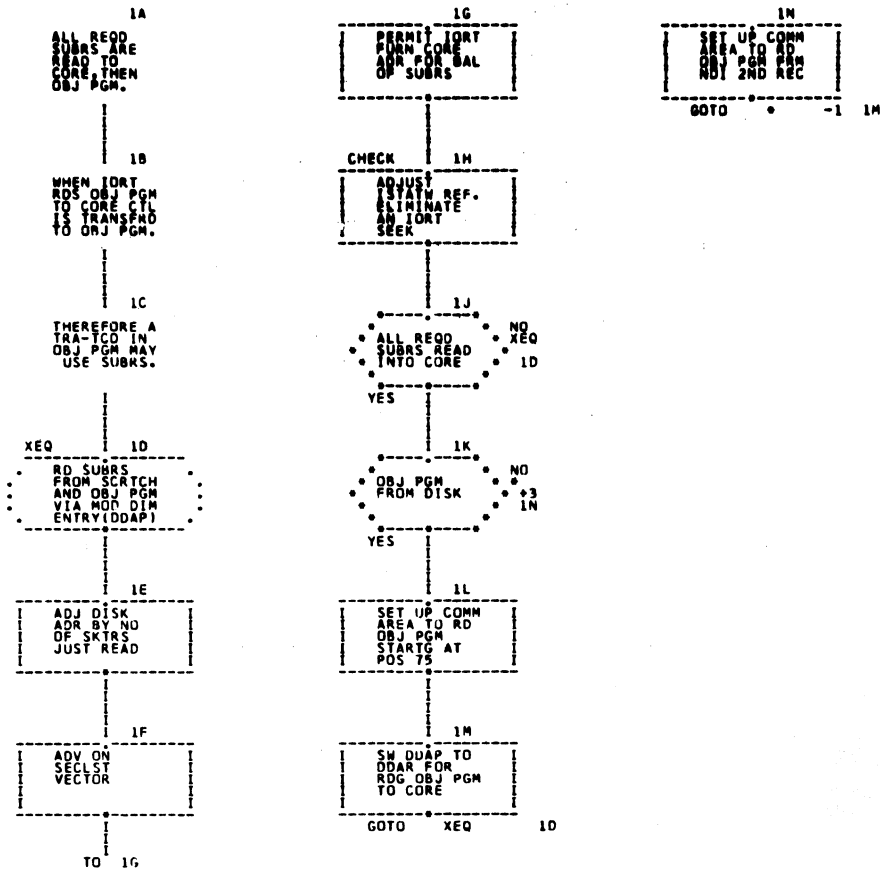 1A
ALL REQD
SUBRS ARE
READ TO
CORE, THEN
OBJ PGM.
1B
WHEN IORT
RDS OBJ PGM
TO CORE CTL
IS TRANSFRD
TO OBJ PGM.
1C
THEREFORE A
TRA-TCD IN
OBJ PGM MAY
USE SUBRS.
XEQ 1D
RD SUBRS
FROM SCRTCH
AND OBJ PGM
VIA MOD DIM
ENTRY(DDAP)
1E
ADJ DISK
ADR BY NO
OF SKTRS
JUST READ
1F
ADV ON
SECLST
VECTOR
TO 1G
1G
PERMIT IORT
FURN CORE
ADR FOR BAL
OF SUBRS
CHECK 1H
ADJUST
ISTATW REF.
ELIMINATE
AN IORT
SEEK
1J
ALL REQD
SUBRS READ
INTO CORE
NO
XEQ
1D
YES
1K
OBJ PGM
FROM DISK
NO
*
+3
1N
YES
1L
SET UP COMM
AREA TO RD
OBJ PGM
STARTG AT
POS 75
1M
SW DDAP TO
DDAR FOR
RDG OBJ PGM
TO CORE
GOTO XEQ 1D
1N
SET UP COMM
AREA TO RD
OBJ PGM FRM
NDI 2ND REC
GOTO * -1 1M